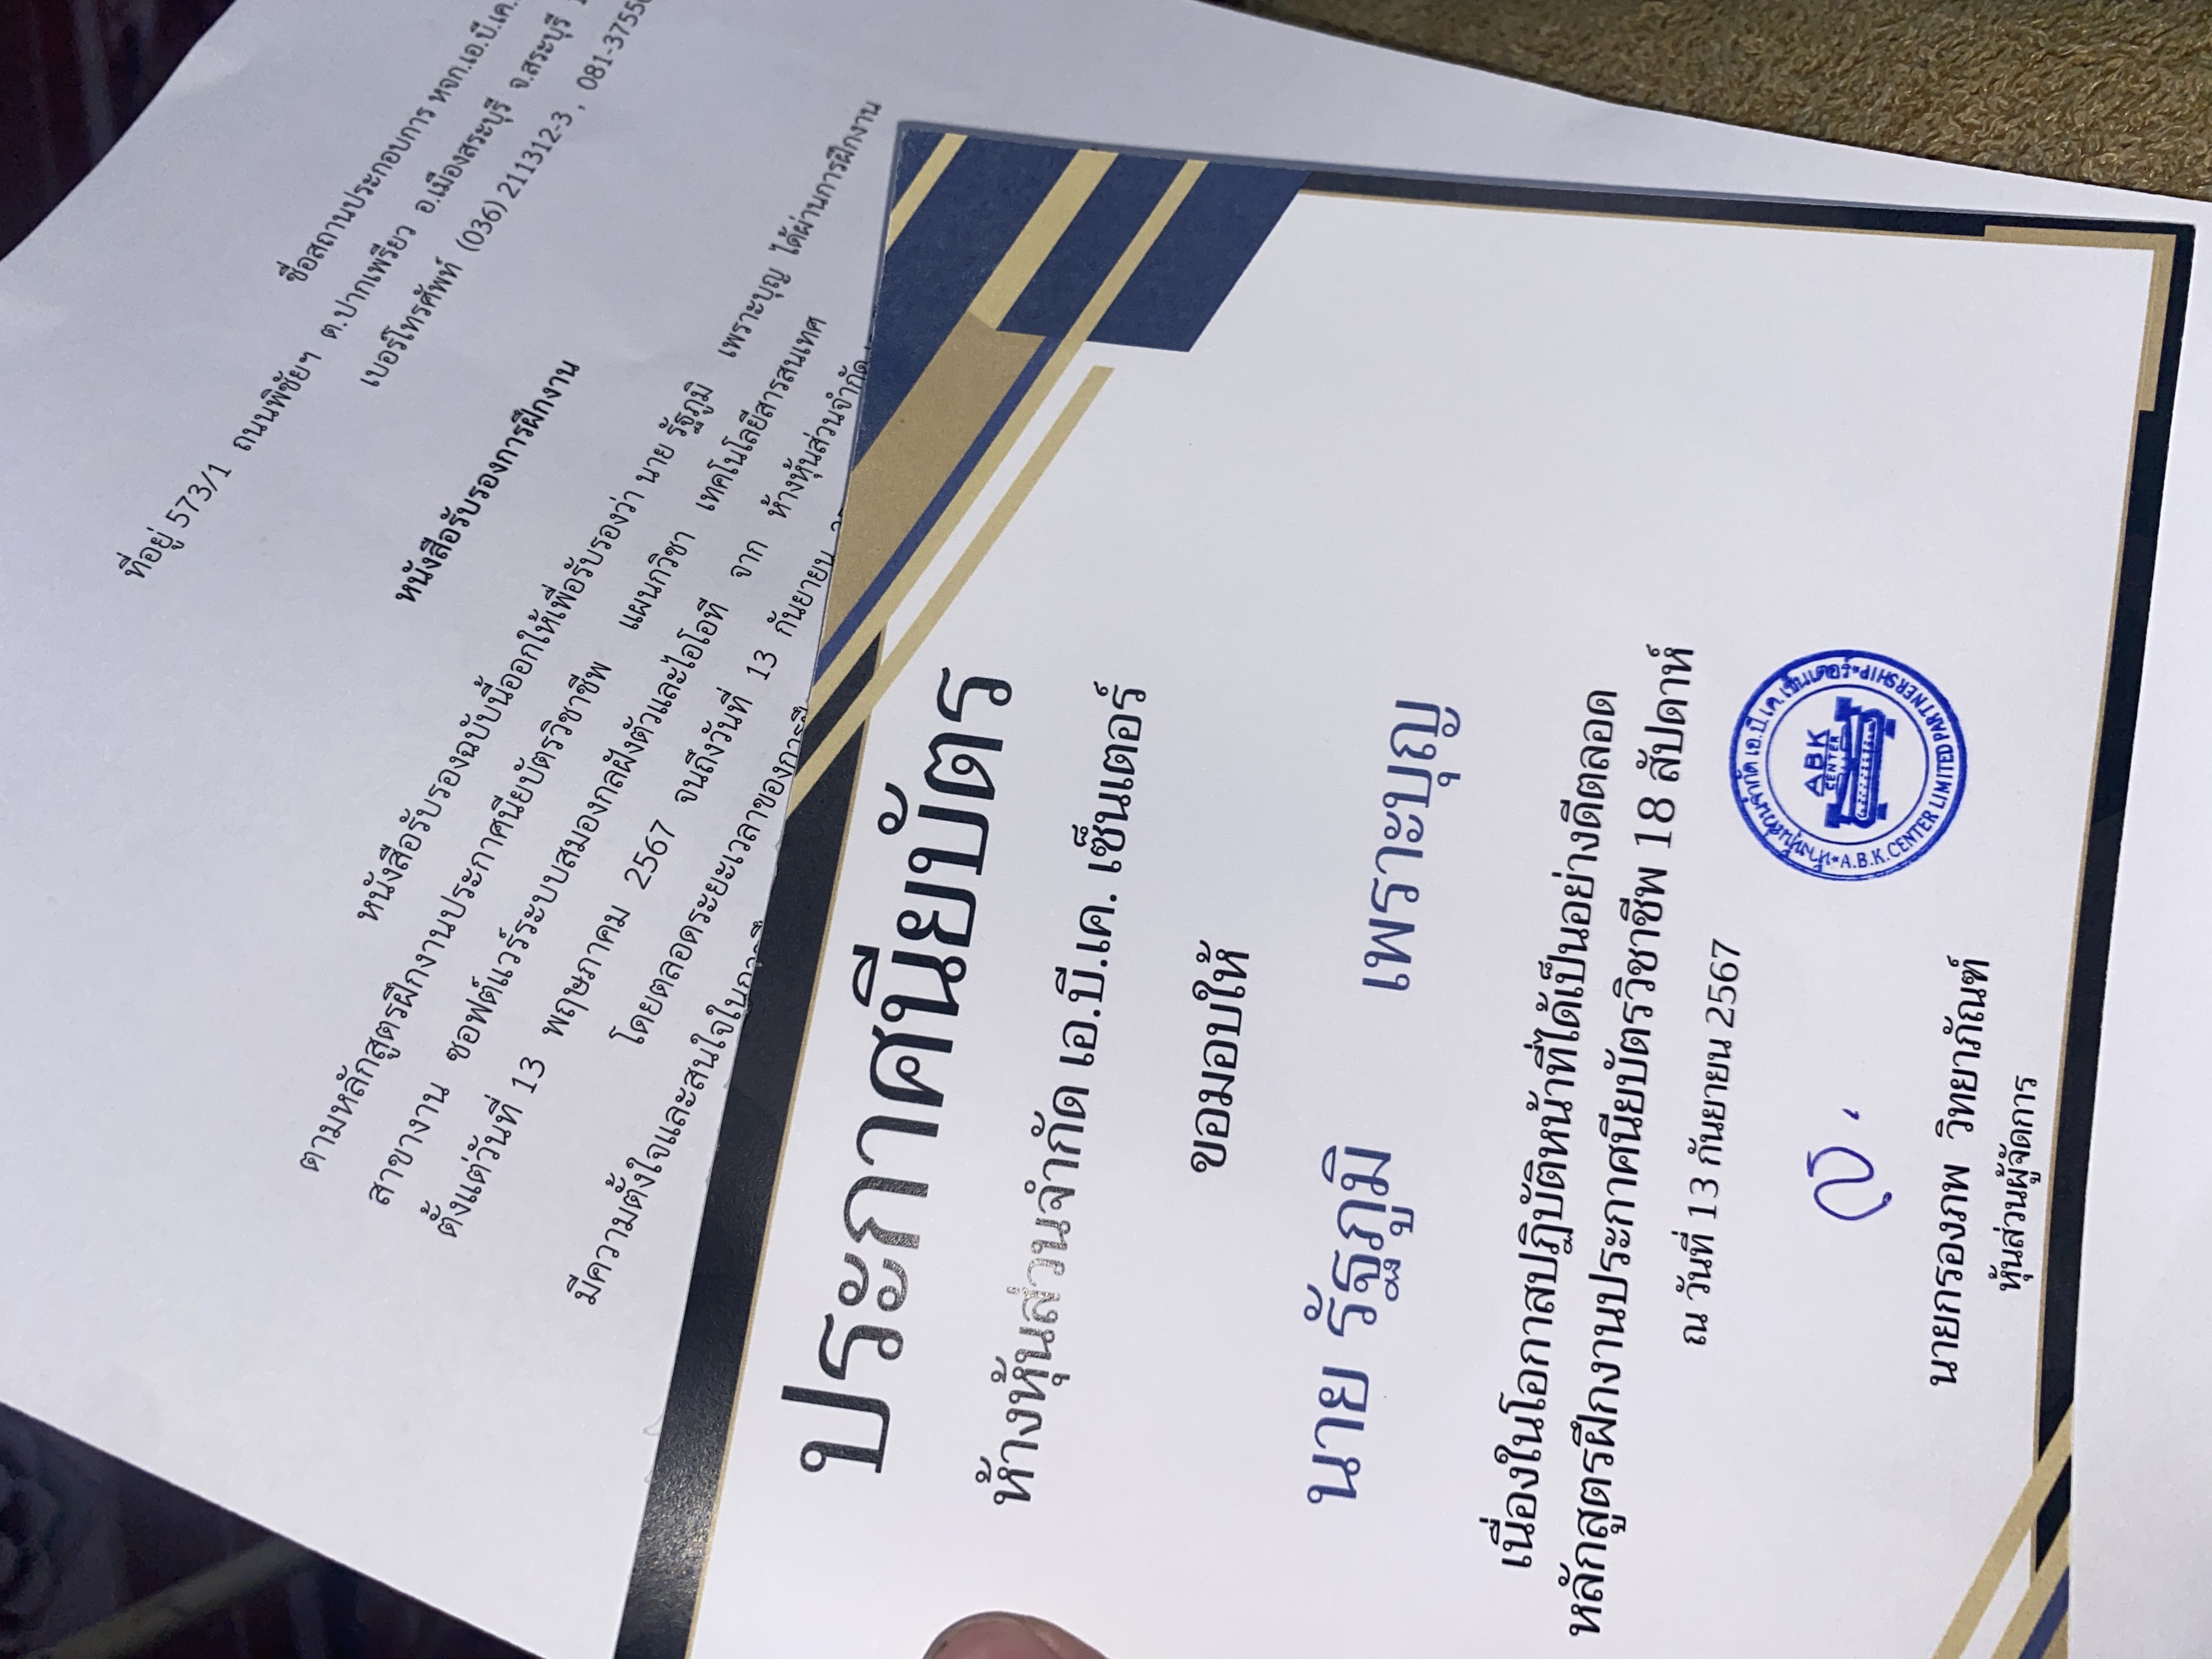 ชื่อสถานประกอบการ หจก.เอ.บี.เค.
ที่อยู่ 573/1 ถนนพิชัยฯ ต.ปากเพรียว อ.เมืองสระบุรี จ.สระบุรี
เบอร์โทรศัพท์ (036) 211312-3 , 081-3755
หนังสือรับรองการฝึกงาน
หนังสือรับรองฉบับนี้ออกให้เพื่อรับรองว่า นาย รัฐภูมิ เพราะบุญ ได้ผ่านการฝึกงาน
ตามหลักสูตรฝึกงานประกาศนียบัตรวิชาชีพ แผนกวิชา เทคโนโลยีสารสนเทศ
สาขางาน ซอฟต์แวร์ระบบสมองกลฝังตัวและไอโอที จาก ห้างหุ้นส่วนจำกัด
ตั้งแต่วันที่ 13 พฤษภาคม 2567 จนถึงวันที่ 13 กันยายน
โดยตลอดระยะเวลาของการฝึ
มีความตั้งใจและสนใจในการฝึ
ประกาศนียบัตร
ห้างหุ้นส่วนจำกัด เอ.บี.เค. เซ็นเตอร์
ขอมอบให้
นาย รัฐภูมิ เพราะบุญ
เนื่องในโอกาสปฏิบัติหน้าที่ได้เป็นอย่างดีตลอด
หลักสูตรฝึกงานประกาศนียบัตรวิชาชีพ 18 สัปดาห์
ณ วันที่ 13 กันยายน 2567
ห้างหุ้นส่วนจำกัด เอ.บี.เค.เซ็นเตอร์
ABK
CENTER
A.B.K.CENTER LIMITED PARTNERSHIP
นายกรองภพ วิทยาภัณฑ์
หุ้นส่วนผู้จัดการ